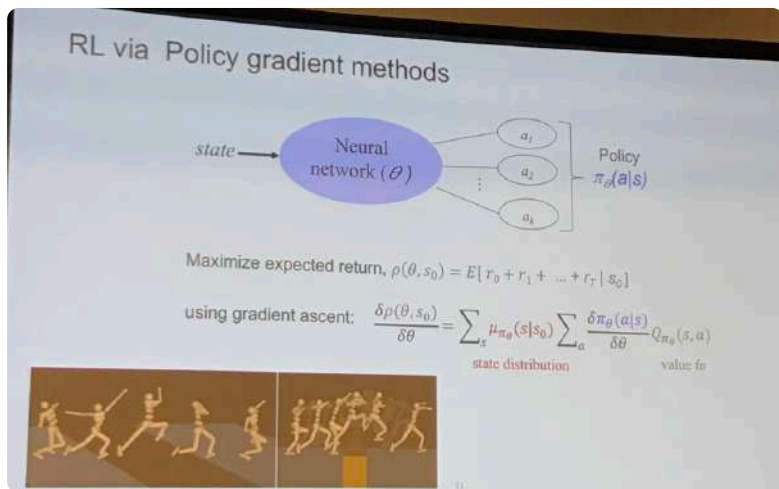 RL via Policy gradient methods
state
Neural
network (θ)
a₁
a₂
⋮
aₖ
Policy
π_θ(a|s)
Maximize expected return, ρ(θ, s₀) = E[ r₀ + r₁ + ... + r_T | s₀]
using gradient ascent: δρ(θ, s₀)/δθ = ∑_s μ_{π_θ}(s|s₀) ∑_a δπ_θ(a|s)/δθ Q_{π_θ}(s, a)
state distribution
value fn